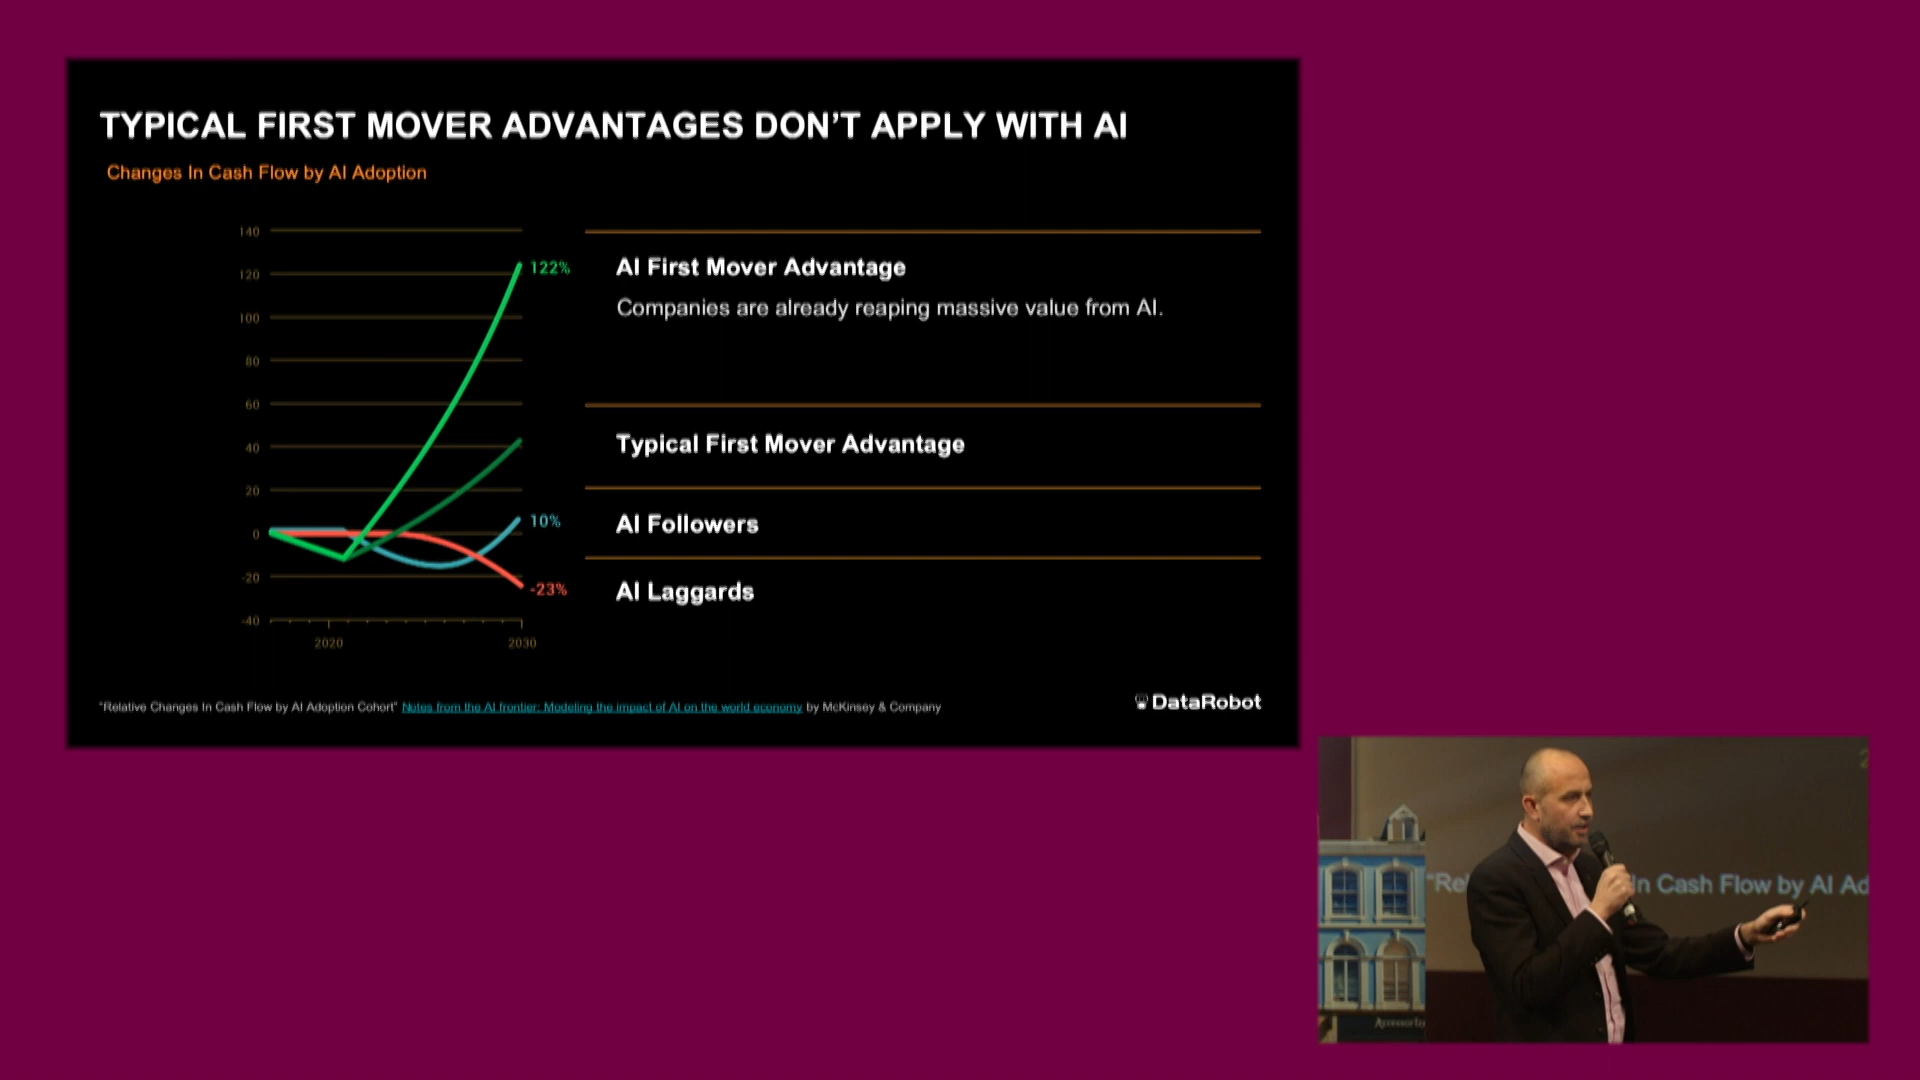 TYPICAL FIRST MOVER ADVANTAGES DON'T APPLY WITH AI
Changes In Cash Flow by AI Adoption
140
120
100
80
60
40
20
0
-20
-40
2020
2030
122%
10%
-23%
AI First Mover Advantage
Companies are already reaping massive value from AI.
Typical First Mover Advantage
AI Followers
AI Laggards
"Relative Changes In Cash Flow by AI Adoption Cohort" Notes from the AI frontier: Modeling the impact of AI on the world economy by McKinsey & Company
DataRobot
"Rel In Cash Flow by AI Ad